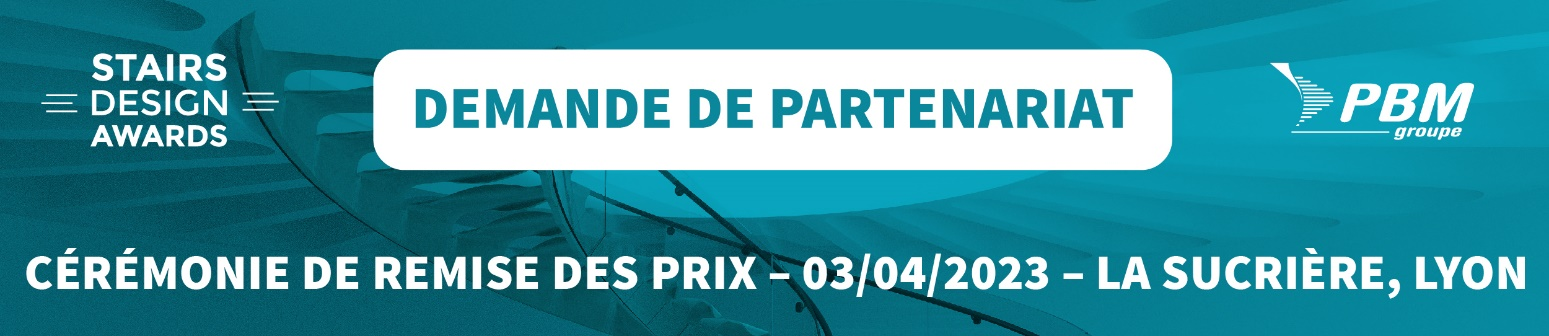 STAIRS
DESIGN
AWARDS
DEMANDE DE PARTENARIAT
PBM
groupe
CÉRÉMONIE DE REMISE DES PRIX – 03/04/2023 – LA SUCRIÈRE, LYON